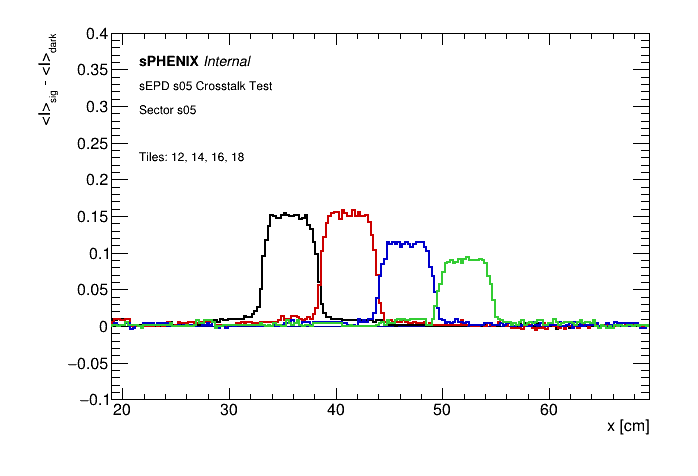 <I>sig - <I>dark
0.4
0.35
0.3
0.25
0.2
0.15
0.1
0.05
0
−0.05
−0.1
sPHENIX Internal
sEPD s05 Crosstalk Test
Sector s05
Tiles: 12, 14, 16, 18
20 30 40 50 60
x [cm]